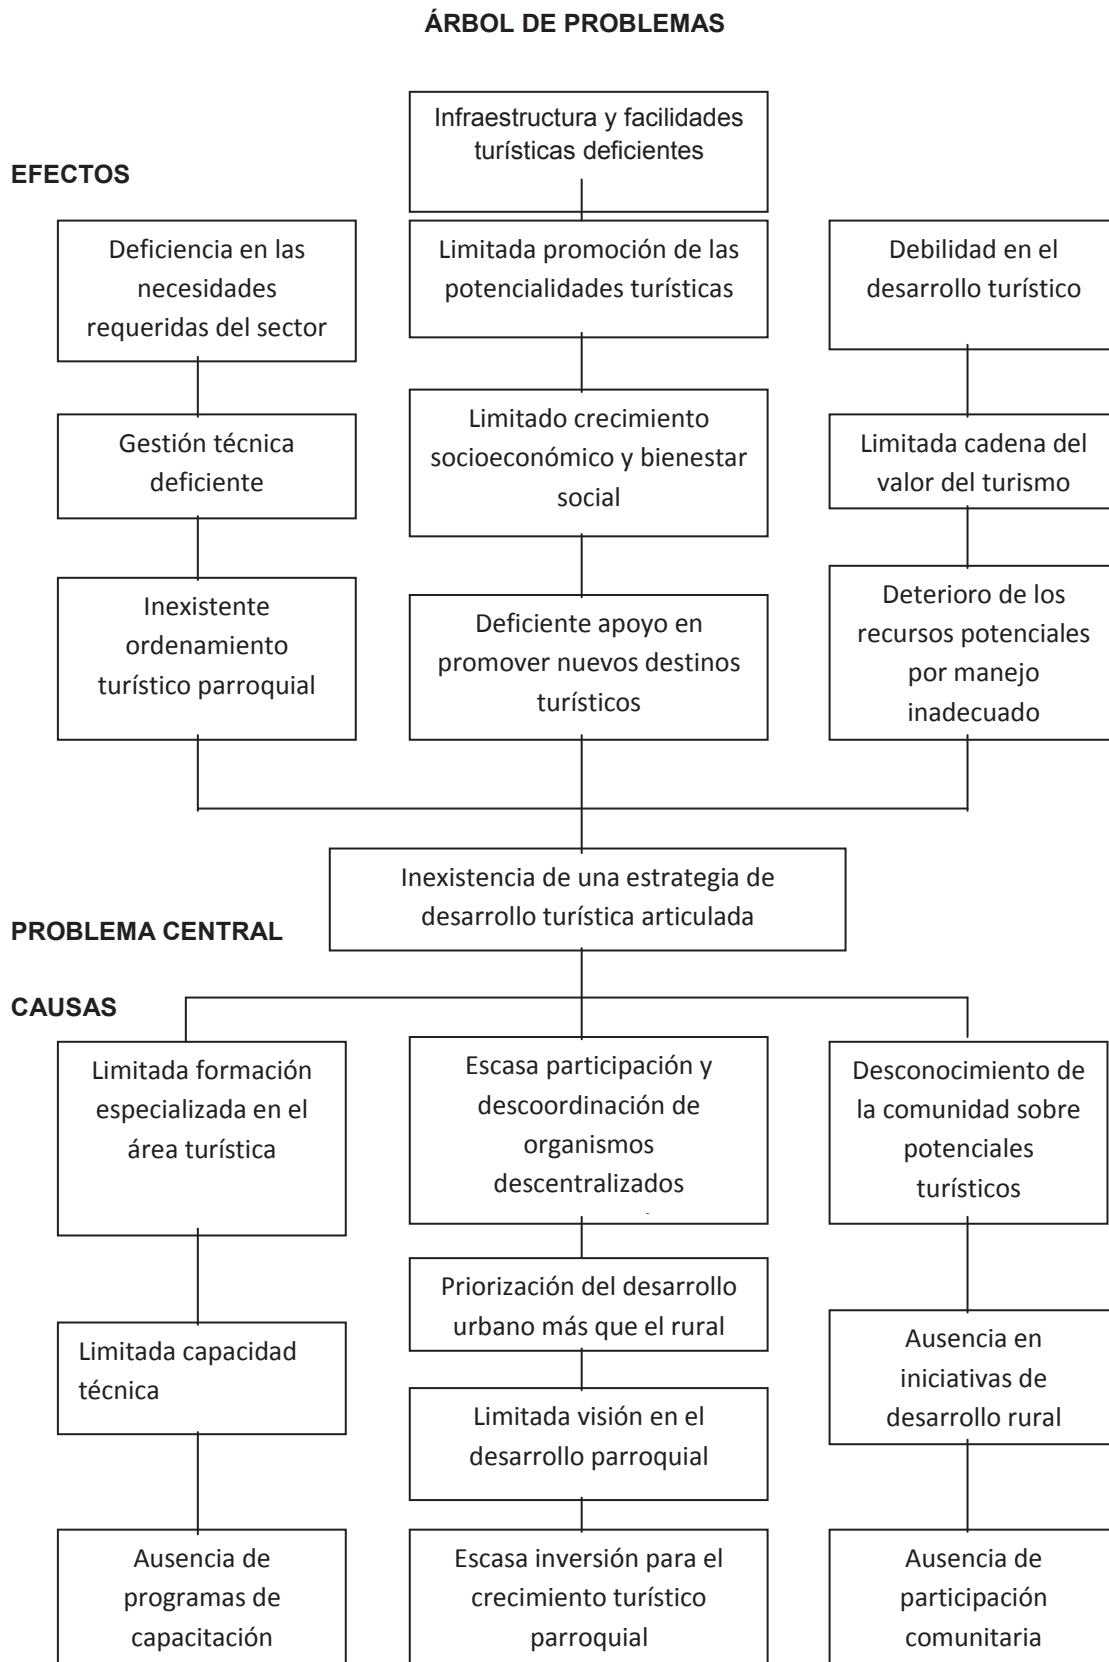 ÁRBOL DE PROBLEMAS
Infraestructura y facilidades
turísticas deficientes
EFECTOS
Deficiencia en las
necesidades
requeridas del sector
Limitada promoción de las
potencialidades turísticas
Debilidad en el
desarrollo turístico
Gestión técnica
deficiente
Limitado crecimiento
socioeconómico y bienestar
social
Limitada cadena del
valor del turismo
Inexistente
ordenamiento
turístico parroquial
Deficiente apoyo en
promover nuevos destinos
turísticos
Deterioro de los
recursos potenciales
por manejo
inadecuado
Inexistencia de una estrategia de
desarrollo turística articulada
PROBLEMA CENTRAL
CAUSAS
Limitada formación
especializada en el
área turística
Escasa participación y
descoordinación de
organismos
descentralizados
Desconocimiento de
la comunidad sobre
potenciales
turísticos
Priorización del desarrollo
urbano más que el rural
Limitada capacidad
técnica
Ausencia en
iniciativas de
desarrollo rural
Limitada visión en el
desarrollo parroquial
Ausencia de
programas de
capacitación
Escasa inversión para el
crecimiento turístico
parroquial
Ausencia de
participación
comunitaria